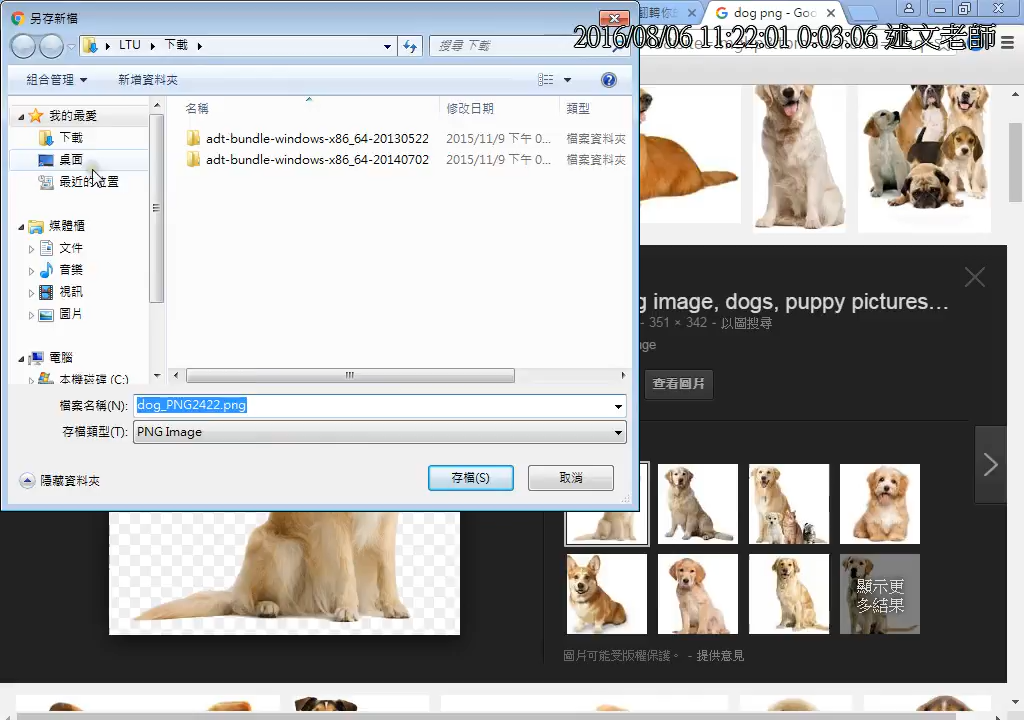 另存新檔
LTU
下載
搜尋 下載
組合管理
新增資料夾
我的最愛
下載
桌面
最近的位置
媒體櫃
文件
音樂
視訊
圖片
電腦
本機磁碟 (C:)
名稱
修改日期
類型
adt-bundle-windows-x86_64-20130522
2015/11/9 下午 0...
檔案資料夾
adt-bundle-windows-x86_64-20140702
2015/11/9 下午 0...
檔案資料夾
檔案名稱(N):
dog_PNG2422.png
存檔類型(T):
PNG Image
隱藏資料夾
存檔(S)
取消
dog png - Goo
2016/08/06 11:22:01 0:03:06 述文老師
g image, dogs, puppy pictures…
- 351 × 342 - 以圖搜尋
查看圖片
顯示更
多結果
圖片可能受版權保護。 - 提供意見